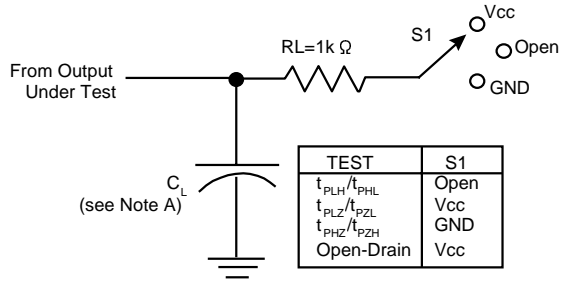 Vcc
S1
RL=1k Ω
Open
From Output
Under Test
GND
TEST S1
tPLH/tPHL Open
tPLZ/tPZL Vcc
tPHZ/tPZH GND
Open-Drain Vcc
CL
(see Note A)